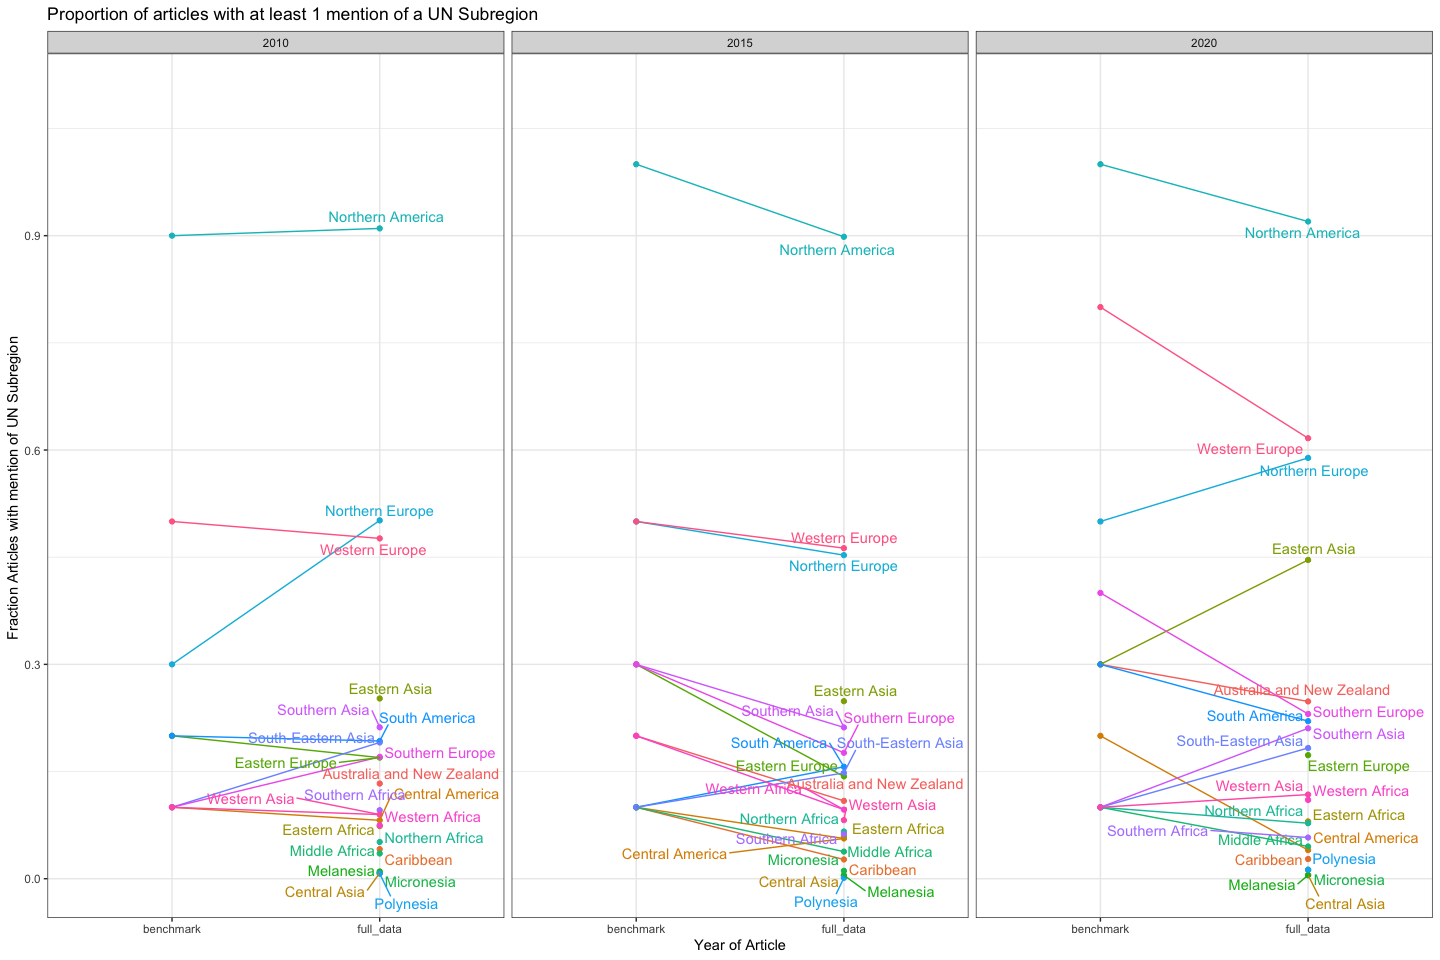 Proportion of articles with at least 1 mention of a UN Subregion
2010
2015
2020
Fraction Articles with mention of UN Subregion
0.9
0.6
0.3
0.0
Northern America
Northern Europe
Western Europe
Eastern Asia
Southern Asia
South America
South-Eastern Asia
Southern Europe
Eastern Europe
Australia and New Zealand
Southern Africa
Central America
Western Asia
Western Africa
Eastern Africa
Northern Africa
Middle Africa
Caribbean
Melanesia
Micronesia
Central Asia
Polynesia
Northern America
Western Europe
Northern Europe
Eastern Asia
Southern Asia
Southern Europe
South America
South-Eastern Asia
Eastern Europe
Australia and New Zealand
Western Africa
Western Asia
Northern Africa
Eastern Africa
Southern Africa
Central America
Middle Africa
Micronesia
Caribbean
Central Asia
Melanesia
Polynesia
Northern America
Western Europe
Northern Europe
Eastern Asia
Australia and New Zealand
Southern Europe
South America
Southern Asia
South-Eastern Asia
Eastern Europe
Western Asia
Western Africa
Northern Africa
Eastern Africa
Southern Africa
Central America
Middle Africa
Caribbean
Polynesia
Micronesia
Melanesia
Central Asia
benchmark
full_data
benchmark
full_data
benchmark
full_data
Year of Article